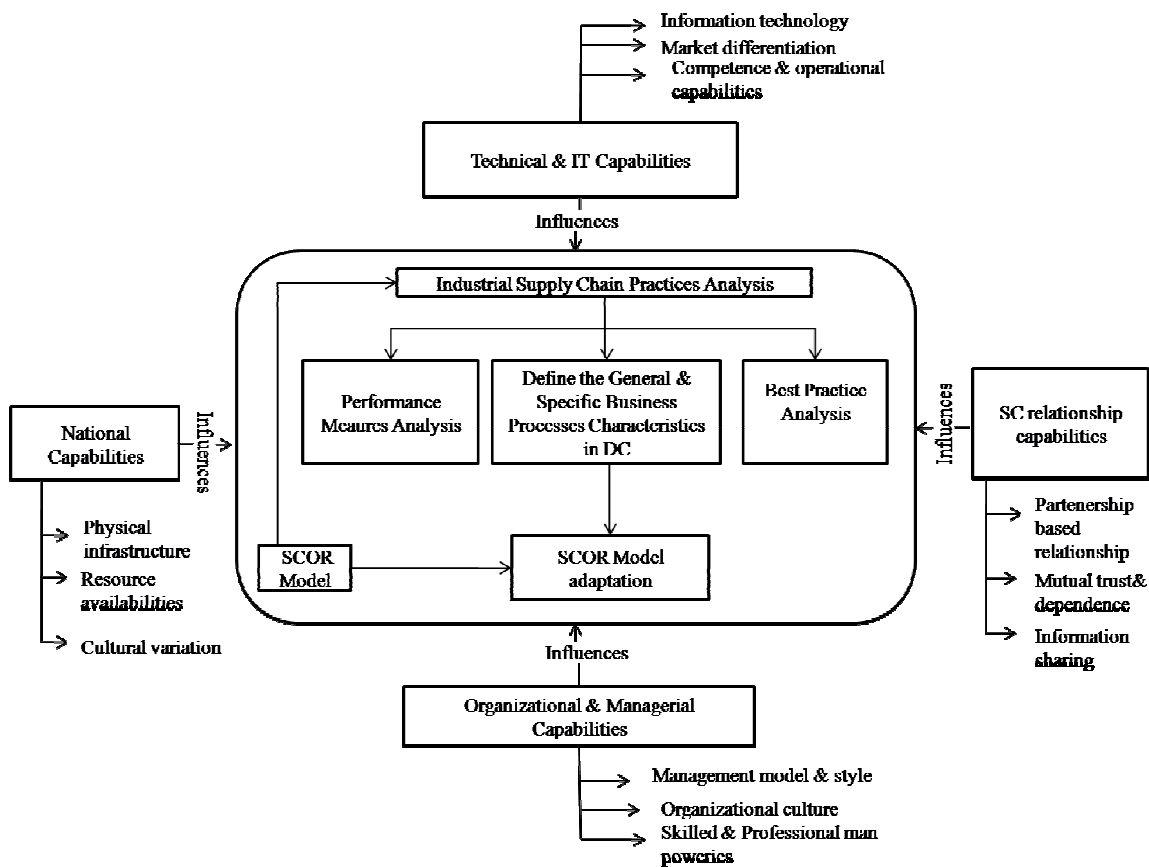 Information technology
Market differentiation
Competence & operational
capabilities
Technical & IT Capabilities
Influences
Industrial Supply Chain Practices Analysis
Performance
Meaures Analysis
Define the General &
Specific Business
Processes Characteristics
in DC
Best Practice
Analysis
National
Capabilities
Influences
Physical
infrastructure
Resource
availabilities
Cultural variation
SCOR
Model
SCOR Model
adaptation
Influences
SC relationship
capabilities
Partenership
based
relationship
Mutual trust&
dependence
Information
sharing
Influences
Organizational & Managerial
Capabilities
Management model & style
Organizational culture
Skilled & Professional man
poweries